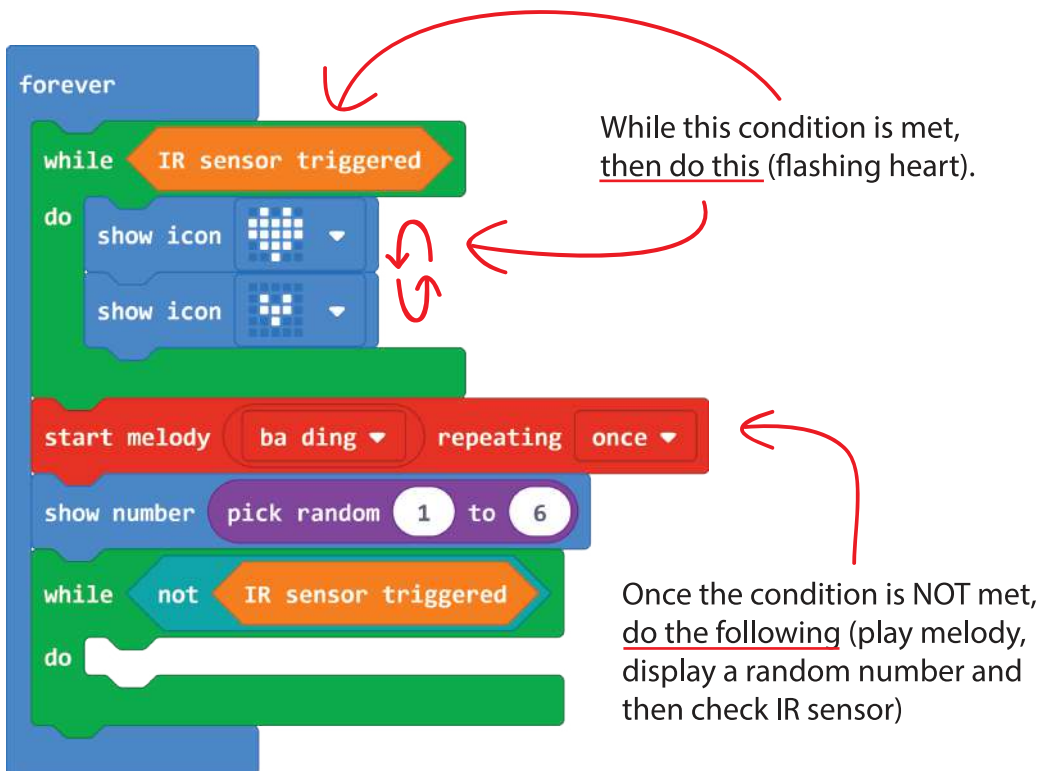 forever
While this condition is met,
then do this (flashing heart).
while IR sensor triggered
do
show icon
show icon
start melody ba ding repeating once
show number pick random 1 to 6
while not IR sensor triggered
do
Once the condition is NOT met,
do the following (play melody,
display a random number and
then check IR sensor)